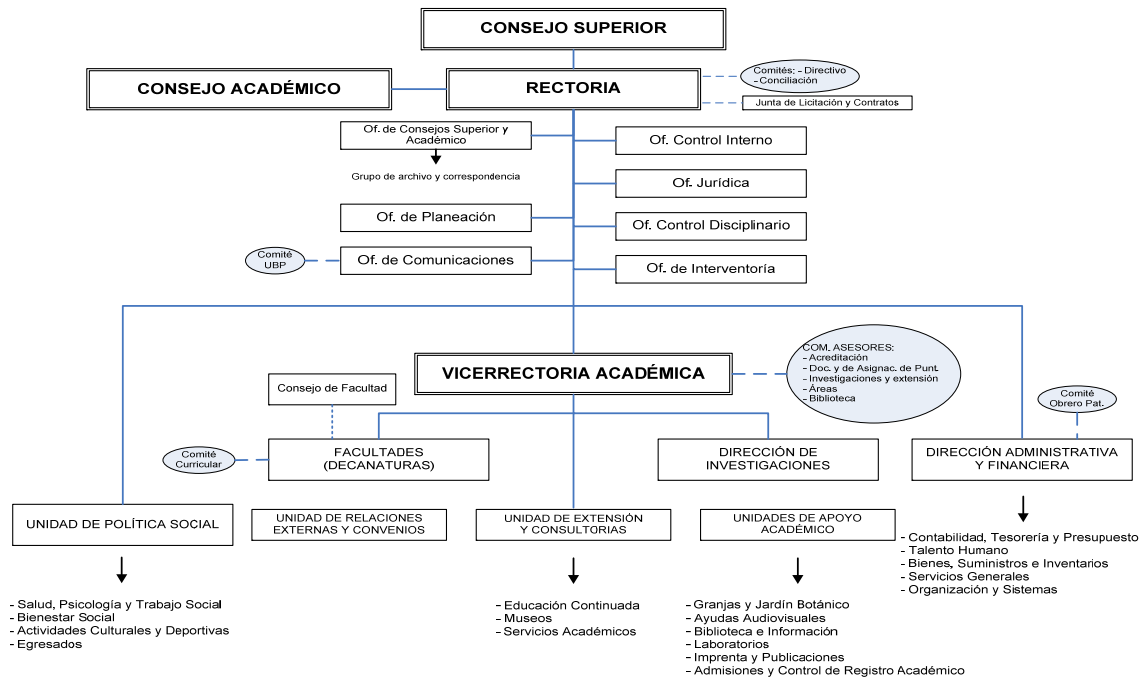 CONSEJO SUPERIOR
CONSEJO ACADÉMICO
RECTORIA
Comités; - Directivo
- Conciliación
Junta de Licitación y Contratos
Of. de Consejos Superior y
Académico
Grupo de archivo y correspondencia
Of. Control Interno
Of. Jurídica
Of. de Planeación
Of. Control Disciplinario
Comité
UBP
Of. de Comunicaciones
Of. de Interventoría
VICERRECTORIA ACADÉMICA
COM. ASESORES:
- Acreditación
- Doc. y de Asignac. de Punt.
- Investigaciones y extensión
- Áreas
- Biblioteca
Consejo de Facultad
Comité
Obrero Pat.
Comité
Curricular
FACULTADES
(DECANATURAS)
DIRECCIÓN DE
INVESTIGACIONES
DIRECCIÓN ADMINISTRATIVA
Y FINANCIERA
UNIDAD DE POLÍTICA SOCIAL
UNIDAD DE RELACIONES
EXTERNAS Y CONVENIOS
UNIDAD DE EXTENSIÓN
Y CONSULTORIAS
UNIDADES DE APOYO
ACADÉMICO
- Contabilidad, Tesorería y Presupuesto
- Talento Humano
- Bienes, Suministros e Inventarios
- Servicios Generales
- Organización y Sistemas
- Salud, Psicología y Trabajo Social
- Bienestar Social
- Actividades Culturales y Deportivas
- Egresados
- Educación Continuada
- Museos
- Servicios Académicos
- Granjas y Jardín Botánico
- Ayudas Audiovisuales
- Biblioteca e Información
- Laboratorios
- Imprenta y Publicaciones
- Admisiones y Control de Registro Académico